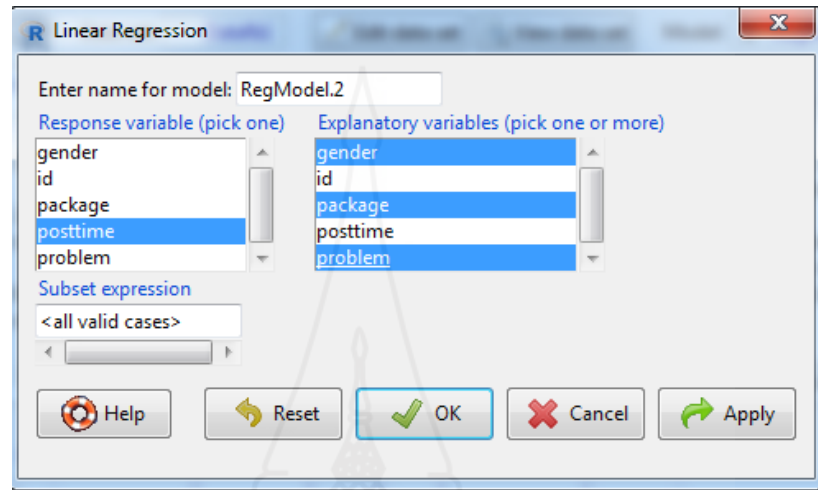 R Linear Regression
Enter name for model: RegModel.2
Response variable (pick one) Explanatory variables (pick one or more)
gender gender
id id
package package
posttime posttime
problem problem
Subset expression
<all valid cases>
Help Reset OK Cancel Apply